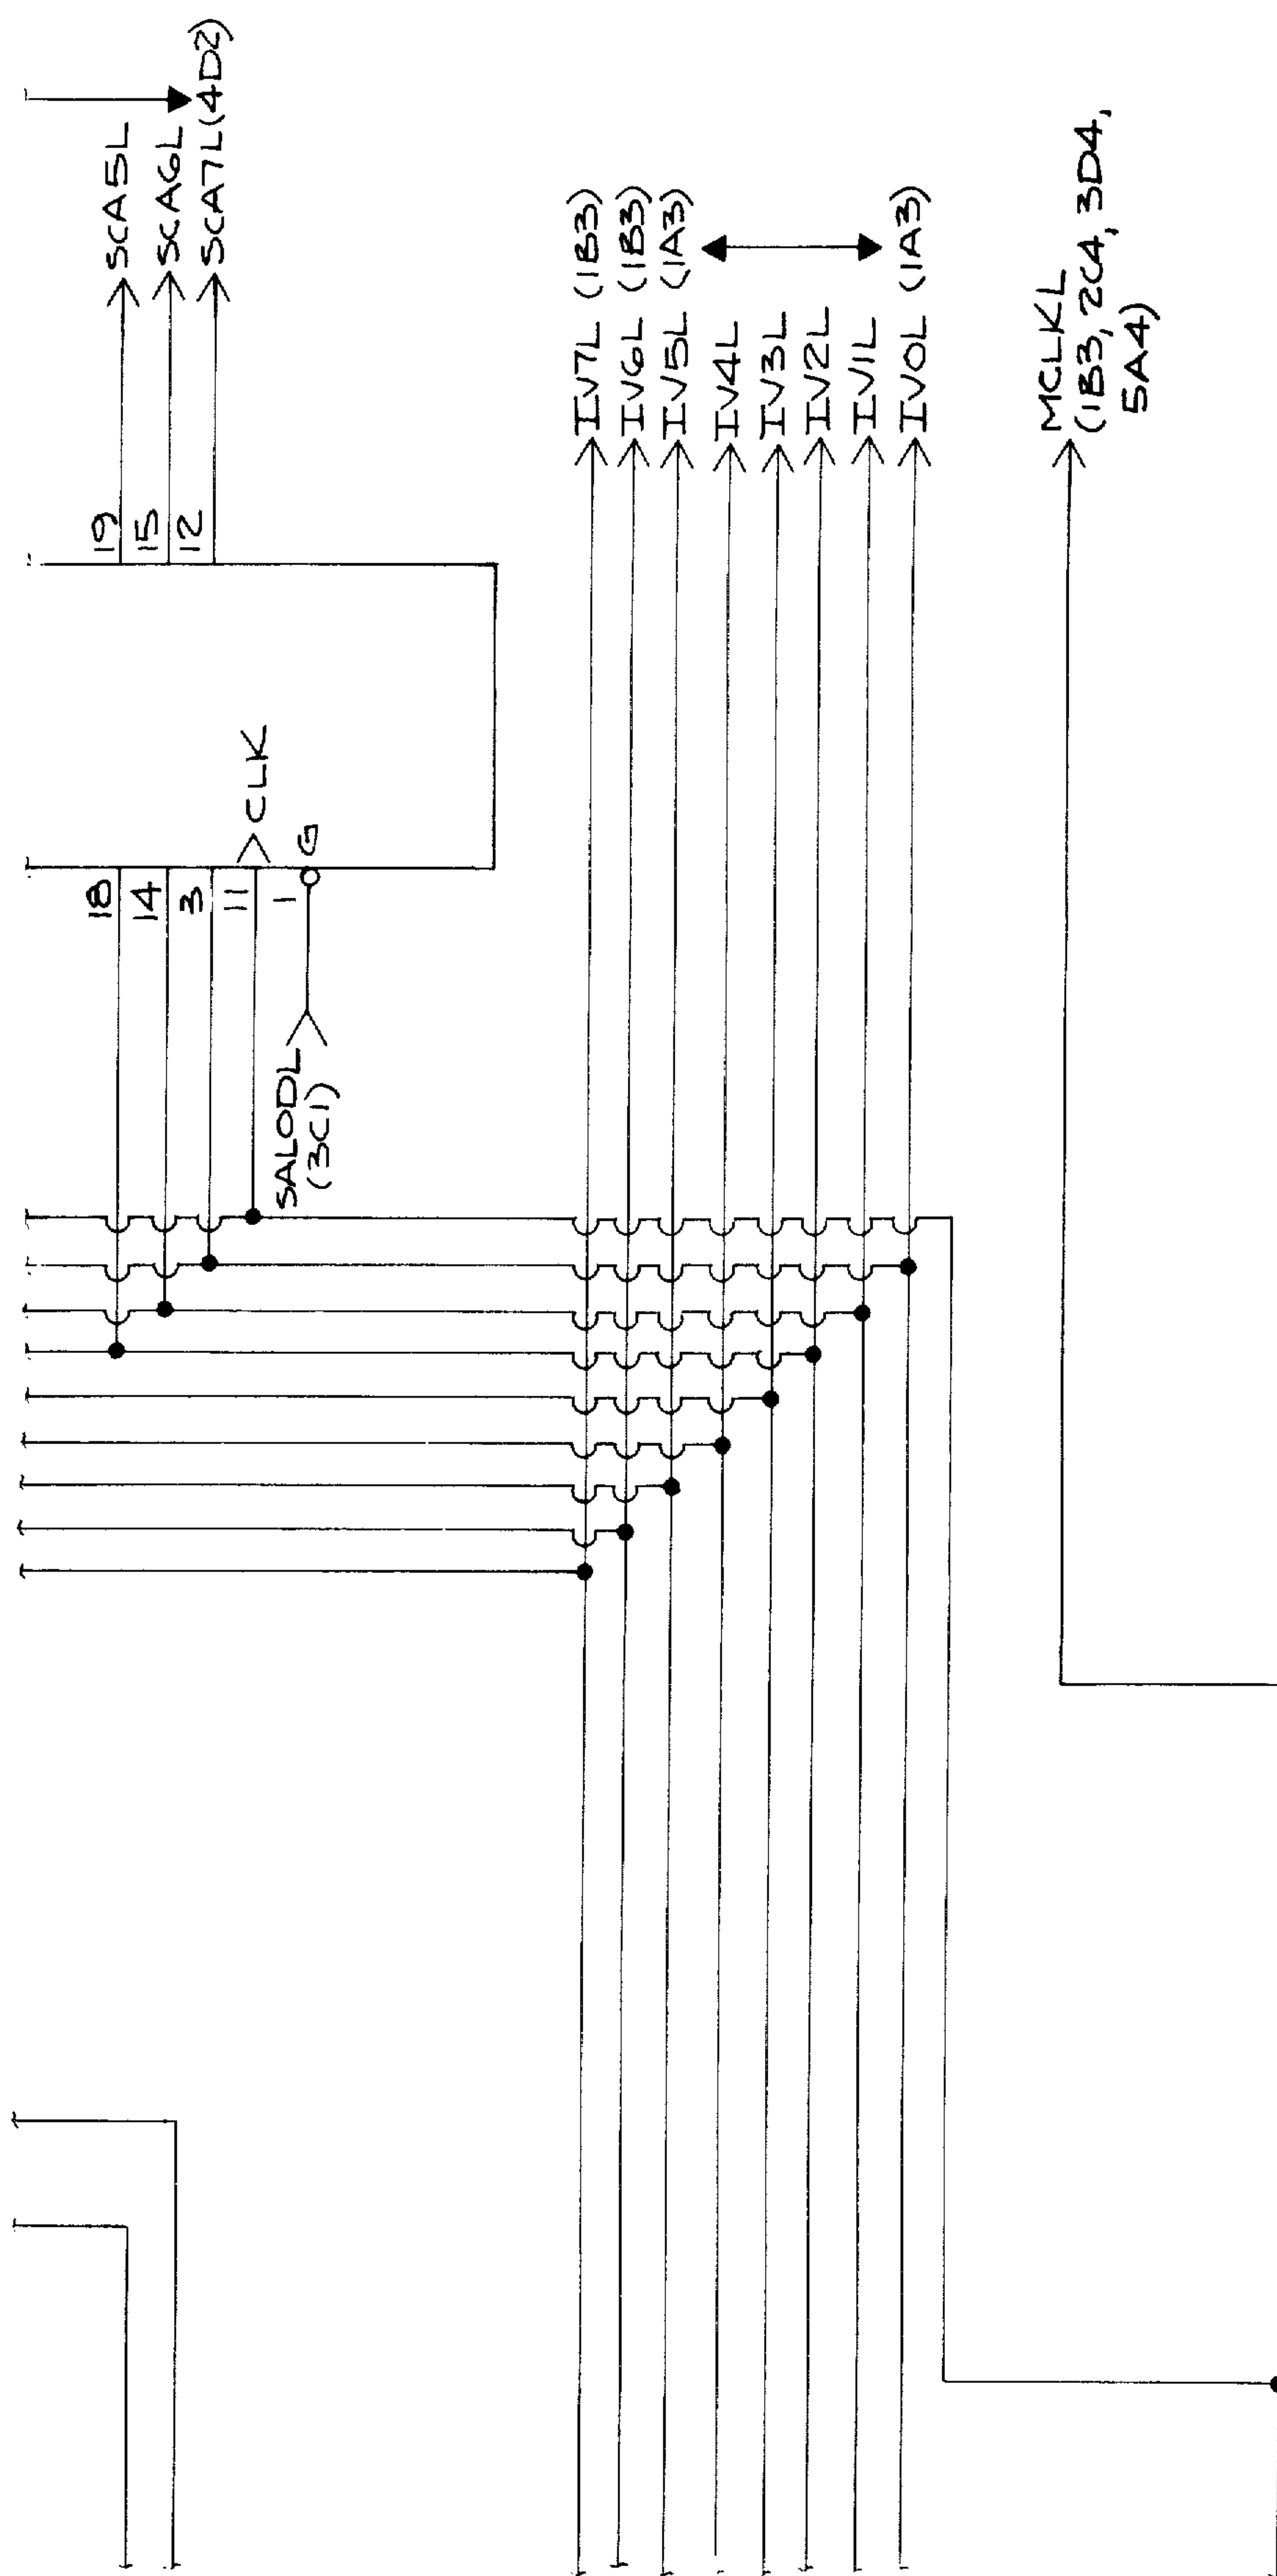 SCA5L
SCA6L
SCA7L (4D2)
19
15
12
CLK
G
18
14
3
11
1
SALODL
(3C1)
IV7L (1B3)
IV6L (1B3)
IV5L (1A3)
IV4L
IV3L
IV2L
IV1L
IV0L (1A3)
MCLKL
(1B3, 2C4, 3D4,
5A4)